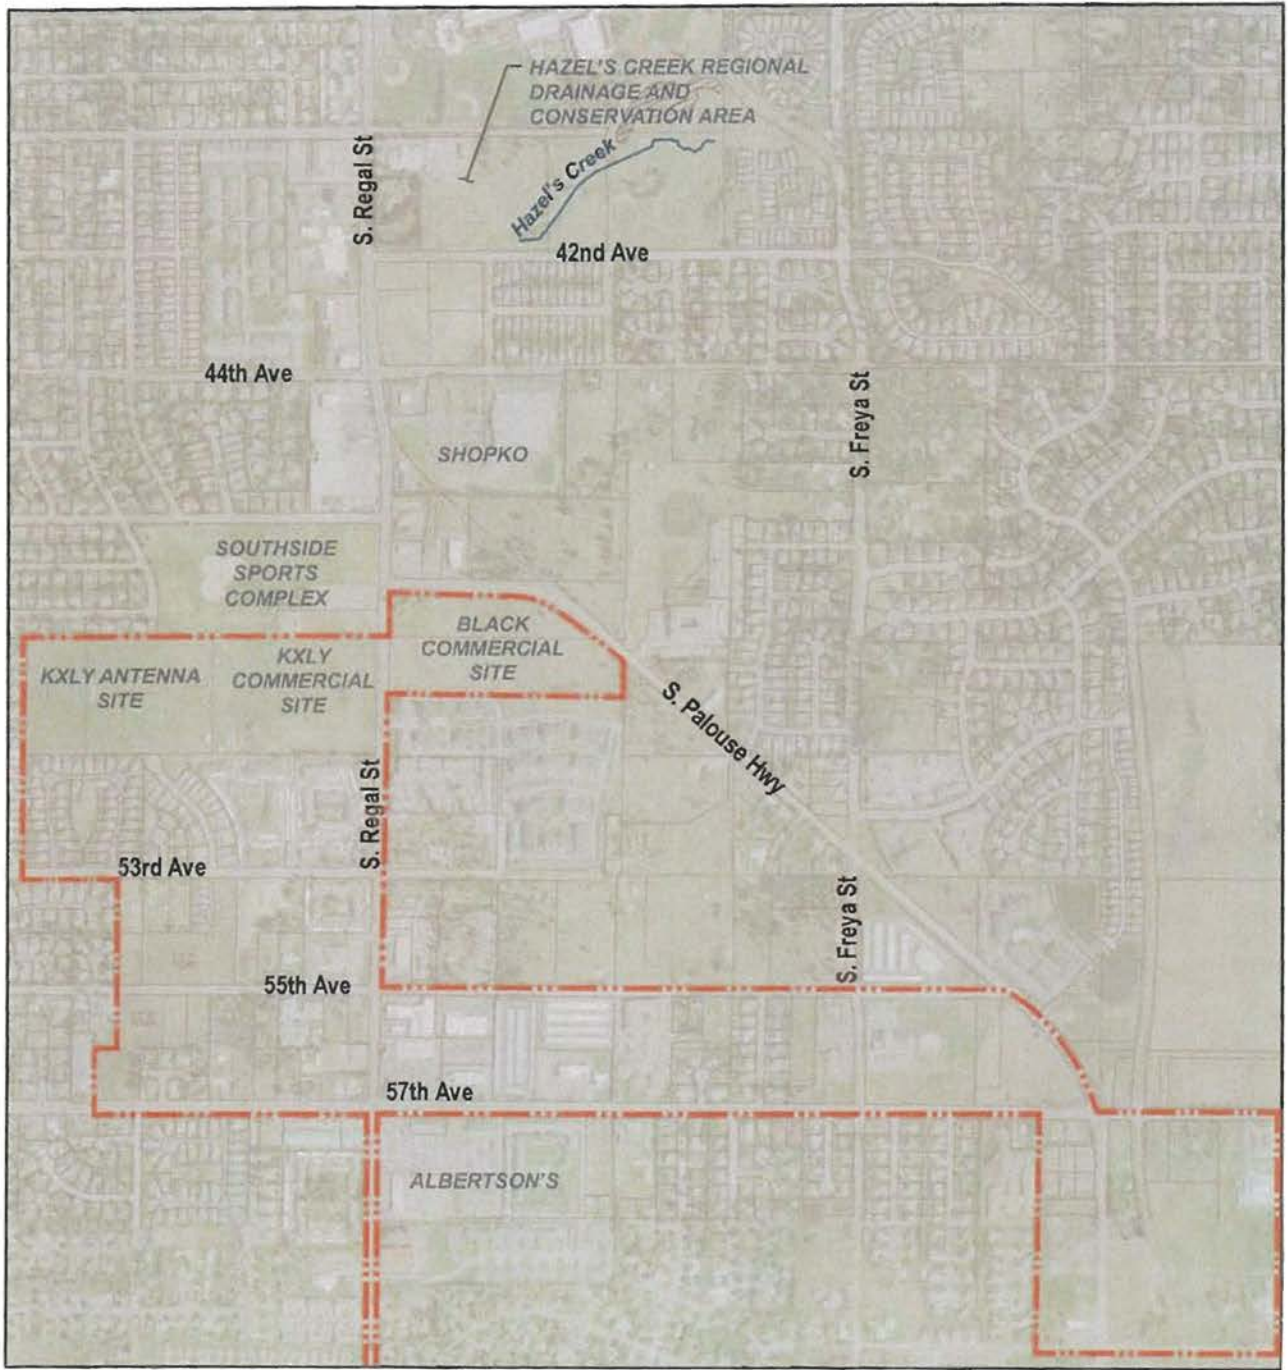 HAZEL'S CREEK REGIONAL
DRAINAGE AND
CONSERVATION AREA
S. Regal St
Hazel's Creek
42nd Ave
44th Ave
S. Freya St
SHOPKO
SOUTHSIDE
SPORTS
COMPLEX
BLACK
COMMERCIAL
SITE
KXLY ANTENNA
SITE
KXLY
COMMERCIAL
SITE
S. Palouse Hwy
S. Regal St
53rd Ave
S. Freya St
55th Ave
57th Ave
ALBERTSON'S